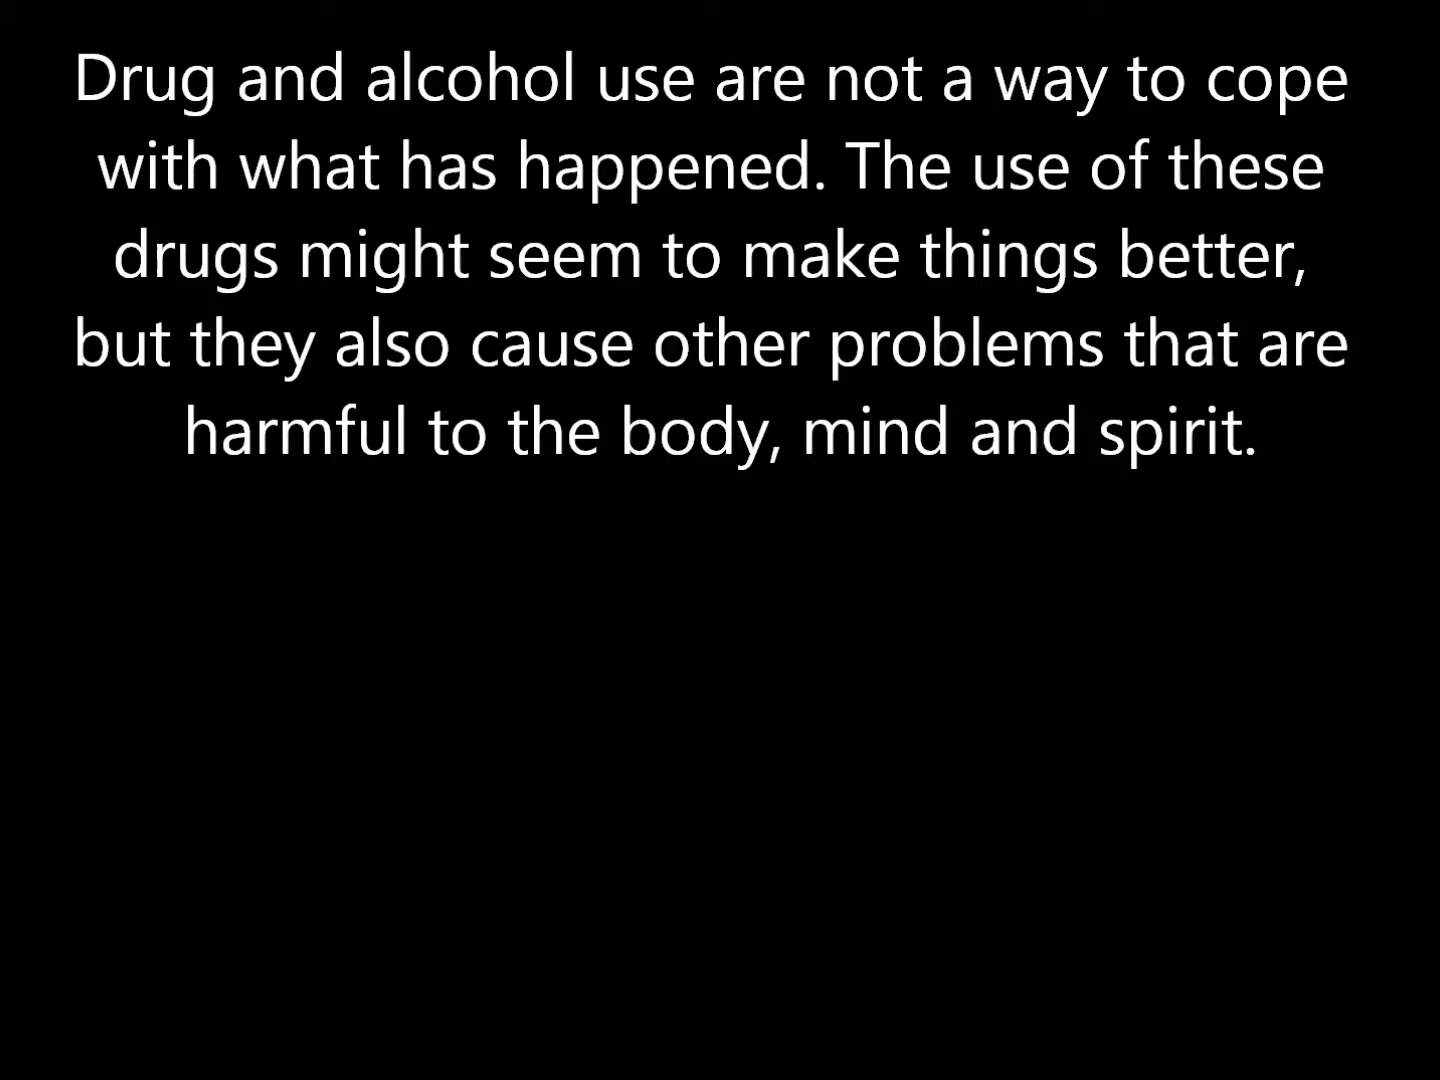 Drug and alcohol use are not a way to cope
with what has happened. The use of these
drugs might seem to make things better,
but they also cause other problems that are
harmful to the body, mind and spirit.